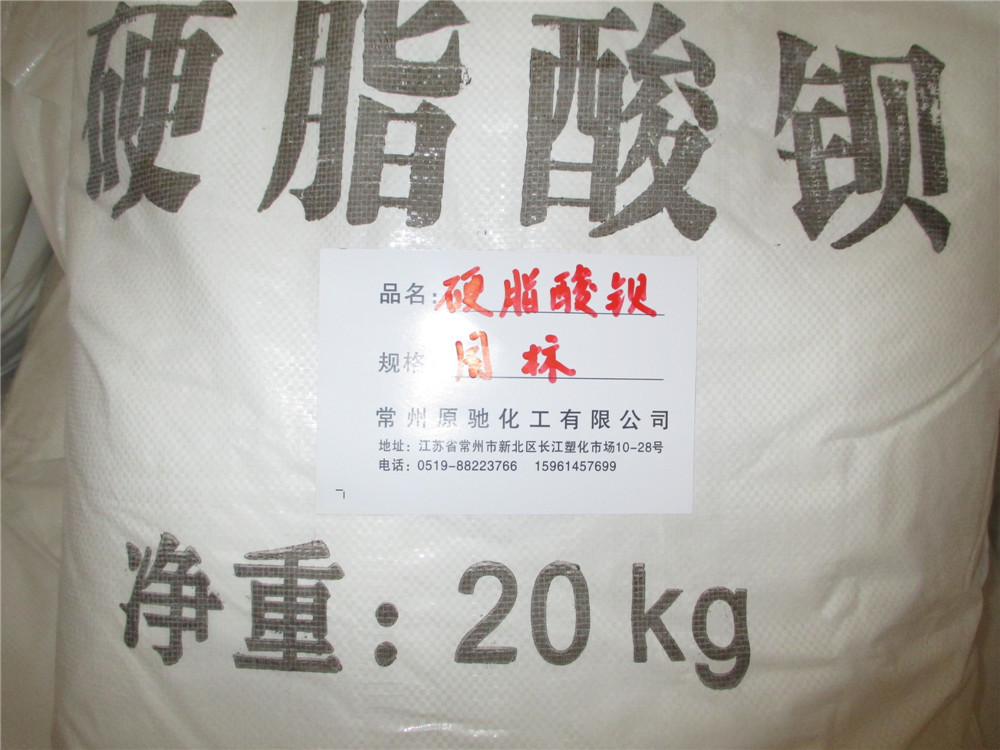 硬脂酸钡
品名:硬脂酸钡
规格 国标
常州原驰化工有限公司
地址:江苏省常州市新北区长江塑化市场10-28号
电话:0519-88223766 15961457699
净重:20kg